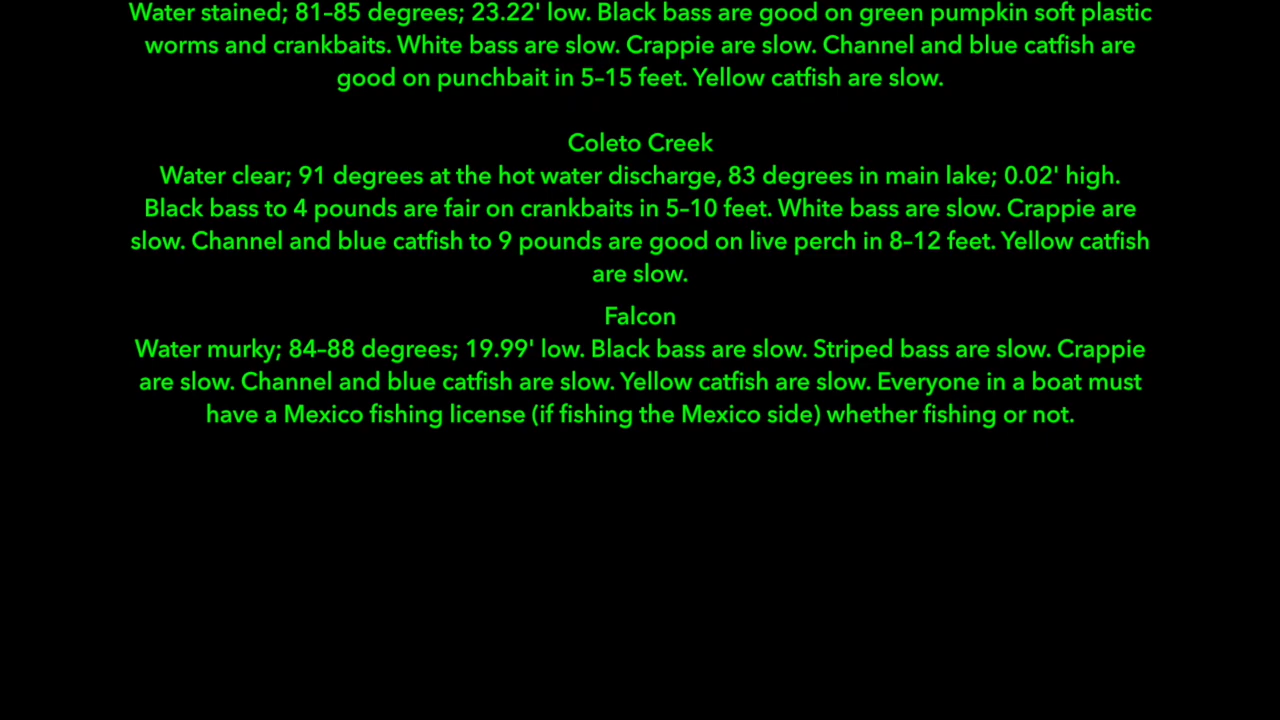 Water stained; 81–85 degrees; 23.22' low. Black bass are good on green pumpkin soft plastic
worms and crankbaits. White bass are slow. Crappie are slow. Channel and blue catfish are
good on punchbait in 5–15 feet. Yellow catfish are slow.
Coleto Creek
Water clear; 91 degrees at the hot water discharge, 83 degrees in main lake; 0.02' high.
Black bass to 4 pounds are fair on crankbaits in 5–10 feet. White bass are slow. Crappie are
slow. Channel and blue catfish to 9 pounds are good on live perch in 8–12 feet. Yellow catfish
are slow.
Falcon
Water murky; 84–88 degrees; 19.99' low. Black bass are slow. Striped bass are slow. Crappie
are slow. Channel and blue catfish are slow. Yellow catfish are slow. Everyone in a boat must
have a Mexico fishing license (if fishing the Mexico side) whether fishing or not.